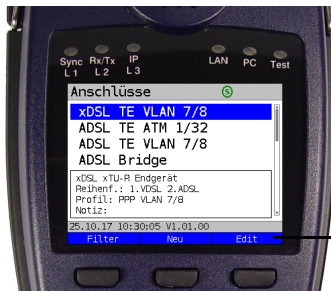 Sync Rx/Tx IP LAN PC Test
L 1 L 2 L 3
Anschlüsse S
xDSL TE VLAN 7/8
ADSL TE ATM 1/32
ADSL TE VLAN 7/8
ADSL Bridge
xDSL xTU-R Endgerät
Reihenf.: 1.VDSL 2.ADSL
Profil: PPP VLAN 7/8
Notiz:
25.10.17 10:30:05 V1.01.00
Filter Neu Edit